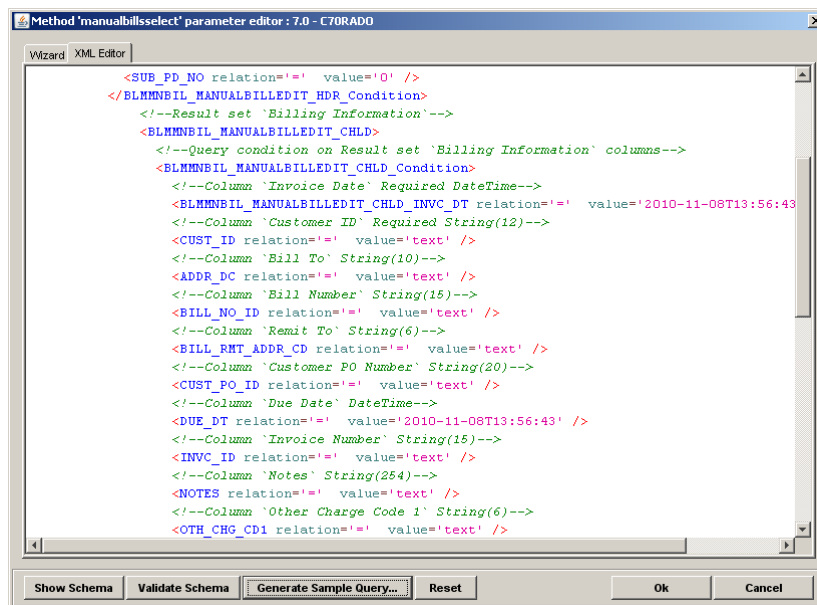 Method 'manualbillsselect' parameter editor : 7.0 - C70RADO
Wizard XML Editor
<SUB_PD_NO relation='=' value='0' />
</BLMMNBIL_MANUALBILLEDIT_HDR_Condition>
<!--Result set `Billing Information`-->
<BLMMNBIL_MANUALBILLEDIT_CHLD>
<!--Query condition on Result set `Billing Information` columns-->
<BLMMNBIL_MANUALBILLEDIT_CHLD_Condition>
<!--Column `Invoice Date` Required DateTime-->
<BLMMNBIL_MANUALBILLEDIT_CHLD_INVC_DT relation='=' value='2010-11-08T13:56:43
<!--Column `Customer ID` Required String(12)-->
<CUST_ID relation='=' value='text' />
<!--Column `Bill To` String(10)-->
<ADDR_DC relation='=' value='text' />
<!--Column `Bill Number` String(15)-->
<BILL_NO_ID relation='=' value='text' />
<!--Column `Remit To` String(6)-->
<BILL_RMT_ADDR_CD relation='=' value='text' />
<!--Column `Customer PO Number` String(20)-->
<CUST_PO_ID relation='=' value='text' />
<!--Column `Due Date` DateTime-->
<DUE_DT relation='=' value='2010-11-08T13:56:43' />
<!--Column `Invoice Number` String(15)-->
<INVC_ID relation='=' value='text' />
<!--Column `Notes` String(254)-->
<NOTES relation='=' value='text' />
<!--Column `Other Charge Code 1` String(6)-->
<OTH_CHG_CD1 relation='=' value='text' />
Show Schema Validate Schema Generate Sample Query... Reset Ok Cancel